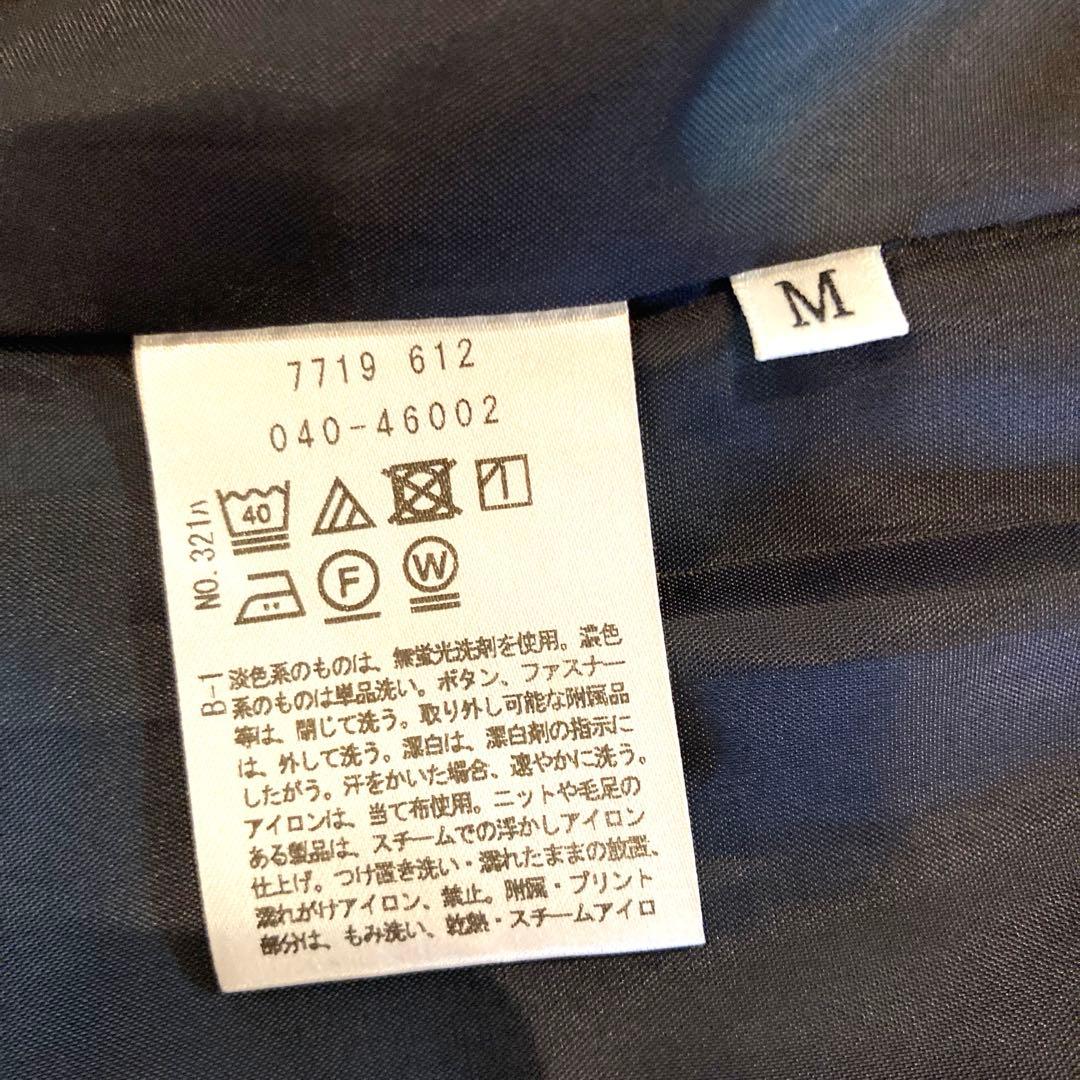 M
7719 612
040-46002
40
F
W
NO.321ハ
B-1
淡色系のものは、無蛍光洗剤を使用。濃色
系のものは単品洗い。ボタン、ファスナー
等は、閉じて洗う。取り外し可能な附属品
は、外して洗う。漂白は、漂白剤の指示に
したがう。汗をかいた場合、速やかに洗う。
アイロンは、当て布使用。ニットや毛足の
ある製品は、スチームでの浮かしアイロン
仕上げ。つけ置き洗い・濡れたままの放置、
濡れがけアイロン、禁止。附属・プリント
部分は、もみ洗い、乾熱・スチームアイロ